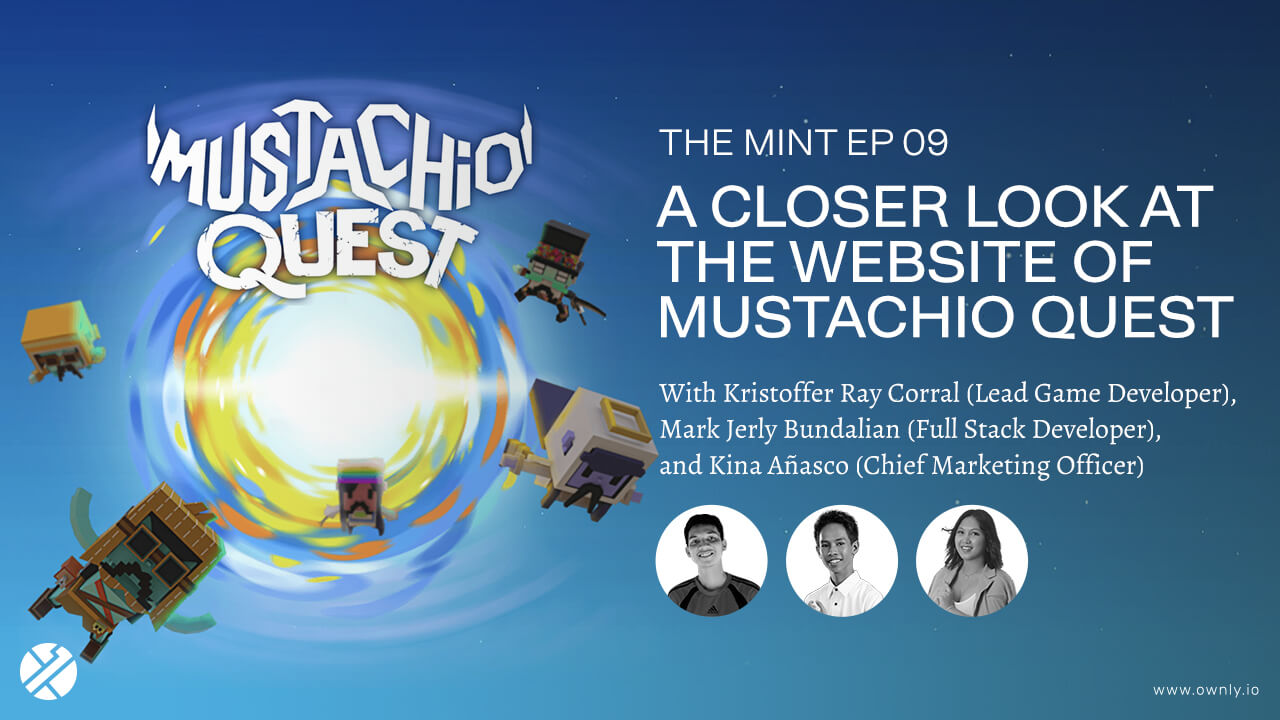 MUSTACHiO
QUEST
THE MINT EP 09
A CLOSER LOOK AT
THE WEBSITE OF
MUSTACHIO QUEST
With Kristoffer Ray Corral (Lead Game Developer),
Mark Jerly Bundalian (Full Stack Developer),
and Kina Añasco (Chief Marketing Officer)
www.ownly.io